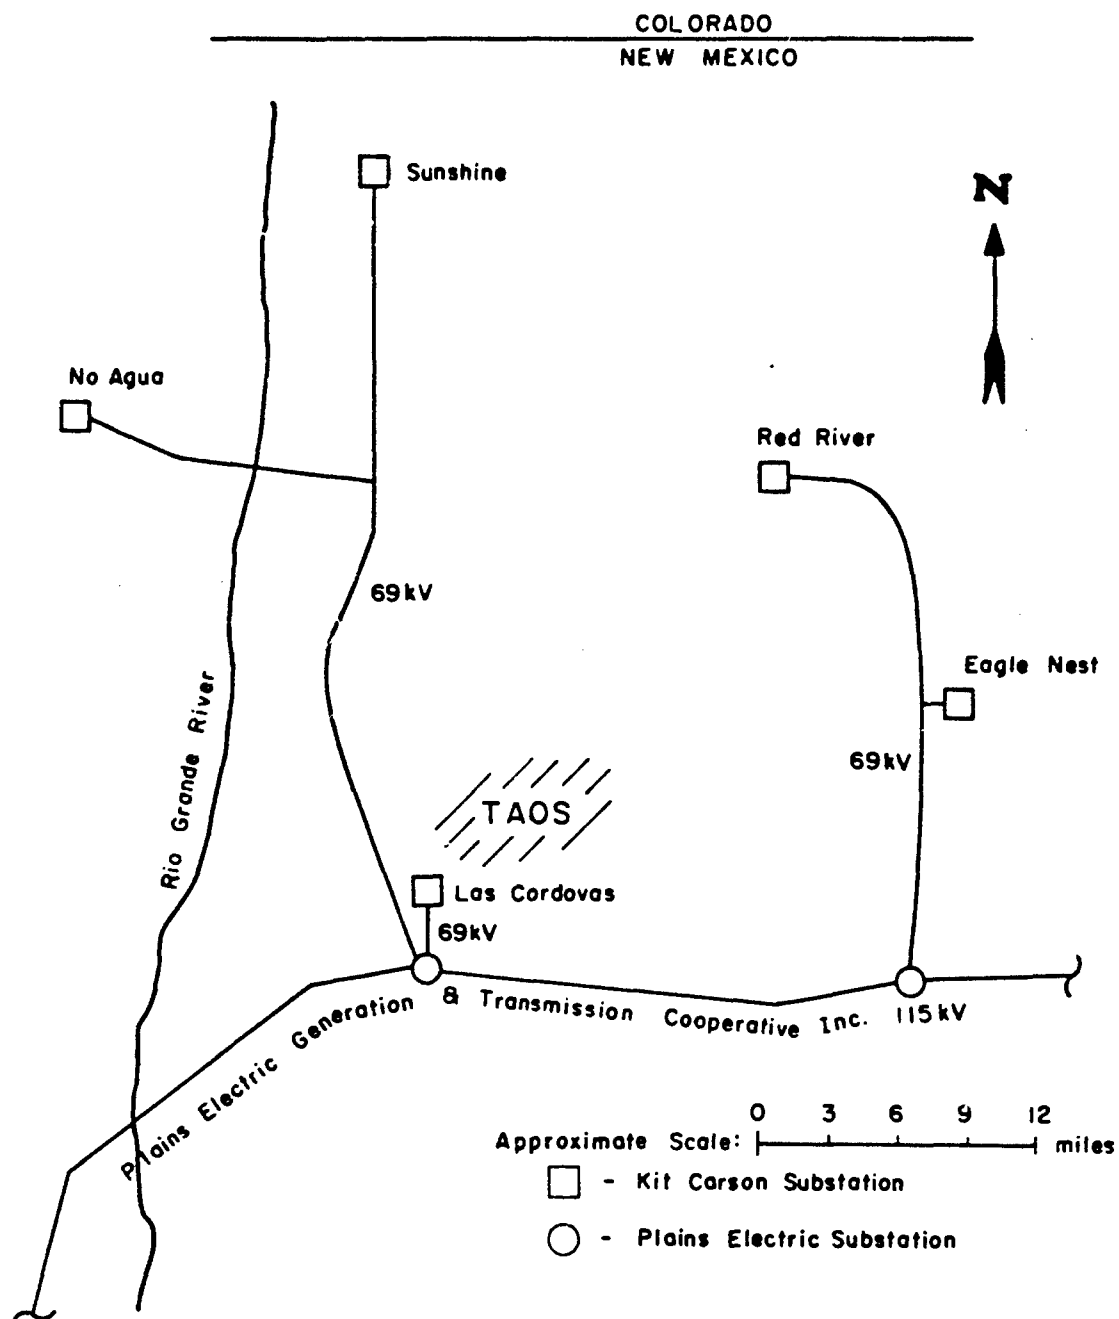 COLORADO
NEW MEXICO
Sunshine
N
No Agua
Red River
69kV
Eagle Nest
Rio Grande River
69kV
TAOS
Las Cordovas
69kV
Plains Electric Generation & Transmission Cooperative Inc. 115kV
0 3 6 9 12
Approximate Scale: miles
- Kit Carson Substation
- Plains Electric Substation